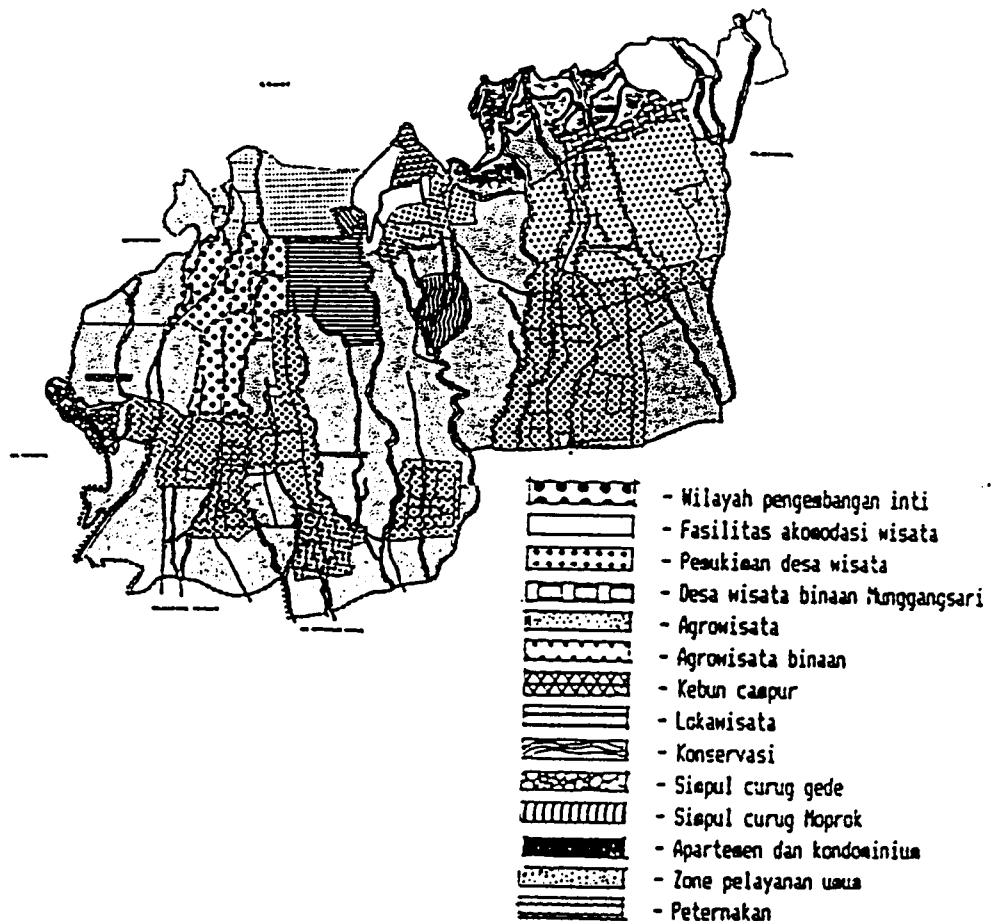 - Wilayah pengembangan inti
- Fasilitas akomodasi wisata
- Pemukiman desa wisata
- Desa wisata binaan Munggangsari
- Agrowisata
- Agrowisata binaan
- Kebun campur
- Lokawisata
- Konservasi
- Simpul curug gede
- Simpul curug Moprok
- Apartemen dan kondominium
- Zone pelayanan umum
- Peternakan